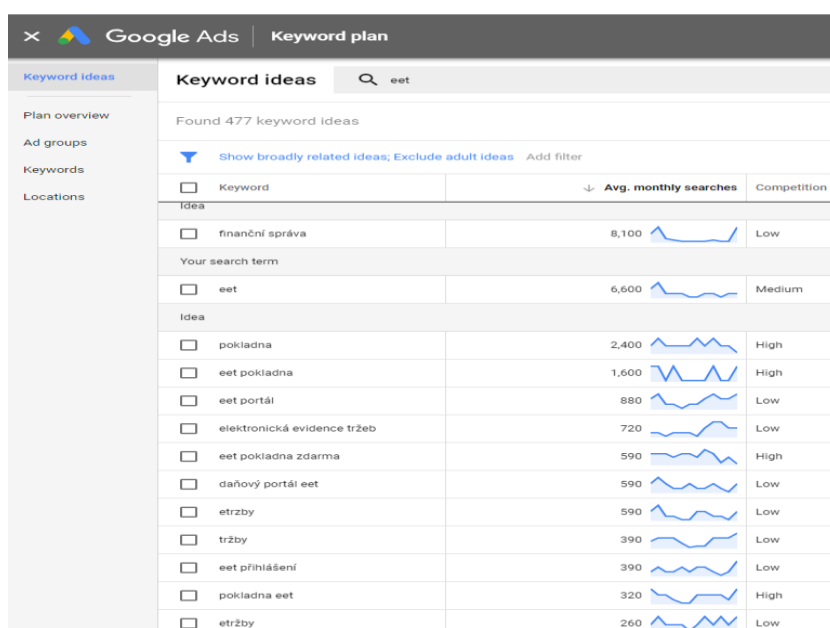 × Google Ads Keyword plan
Keyword ideas
Plan overview
Ad groups
Keywords
Locations
Keyword ideas eet
Found 477 keyword ideas
Show broadly related ideas; Exclude adult ideas Add filter
Keyword ↓ Avg. monthly searches Competition
Idea
finanční správa 8,100 Low
Your search term
eet 6,600 Medium
Idea
pokladna 2,400 High
eet pokladna 1,600 High
eet portál 880 Low
elektronická evidence tržeb 720 Low
eet pokladna zdarma 590 High
daňový portál eet 590 Low
etrzby 590 Low
tržby 390 Low
eet přihlášení 390 Low
pokladna eet 320 High
etržby 260 Low